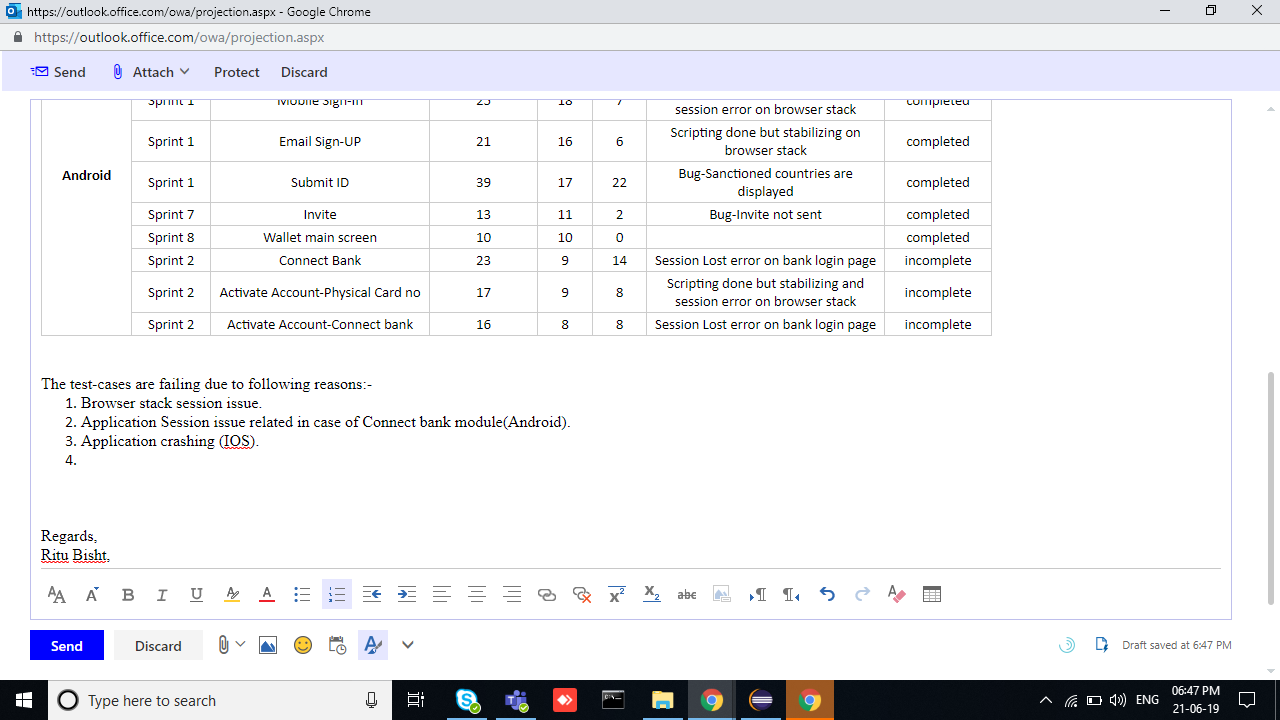 https://outlook.office.com/owa/projection.aspx - Google Chrome
https://outlook.office.com/owa/projection.aspx
Send Attach Protect Discard
Sprint 1 Mobile Sign-in 25 18 7 session error on browser stack completed
Sprint 1 Email Sign-UP 21 16 6 Scripting done but stabilizing on
browser stack completed
Android
Sprint 1 Submit ID 39 17 22 Bug-Sanctioned countries are
displayed completed
Sprint 7 Invite 13 11 2 Bug-Invite not sent completed
Sprint 8 Wallet main screen 10 10 0 completed
Sprint 2 Connect Bank 23 9 14 Session Lost error on bank login page incomplete
Sprint 2 Activate Account-Physical Card no 17 9 8 Scripting done but stabilizing and
session error on browser stack incomplete
Sprint 2 Activate Account-Connect bank 16 8 8 Session Lost error on bank login page incomplete
The test-cases are failing due to following reasons:-
1. Browser stack session issue.
2. Application Session issue related in case of Connect bank module(Android).
3. Application crashing (IOS).
4.
Regards,
Ritu Bisht,
Send Discard Draft saved at 6:47 PM
Type here to search ENG 06:47 PM
21-06-19